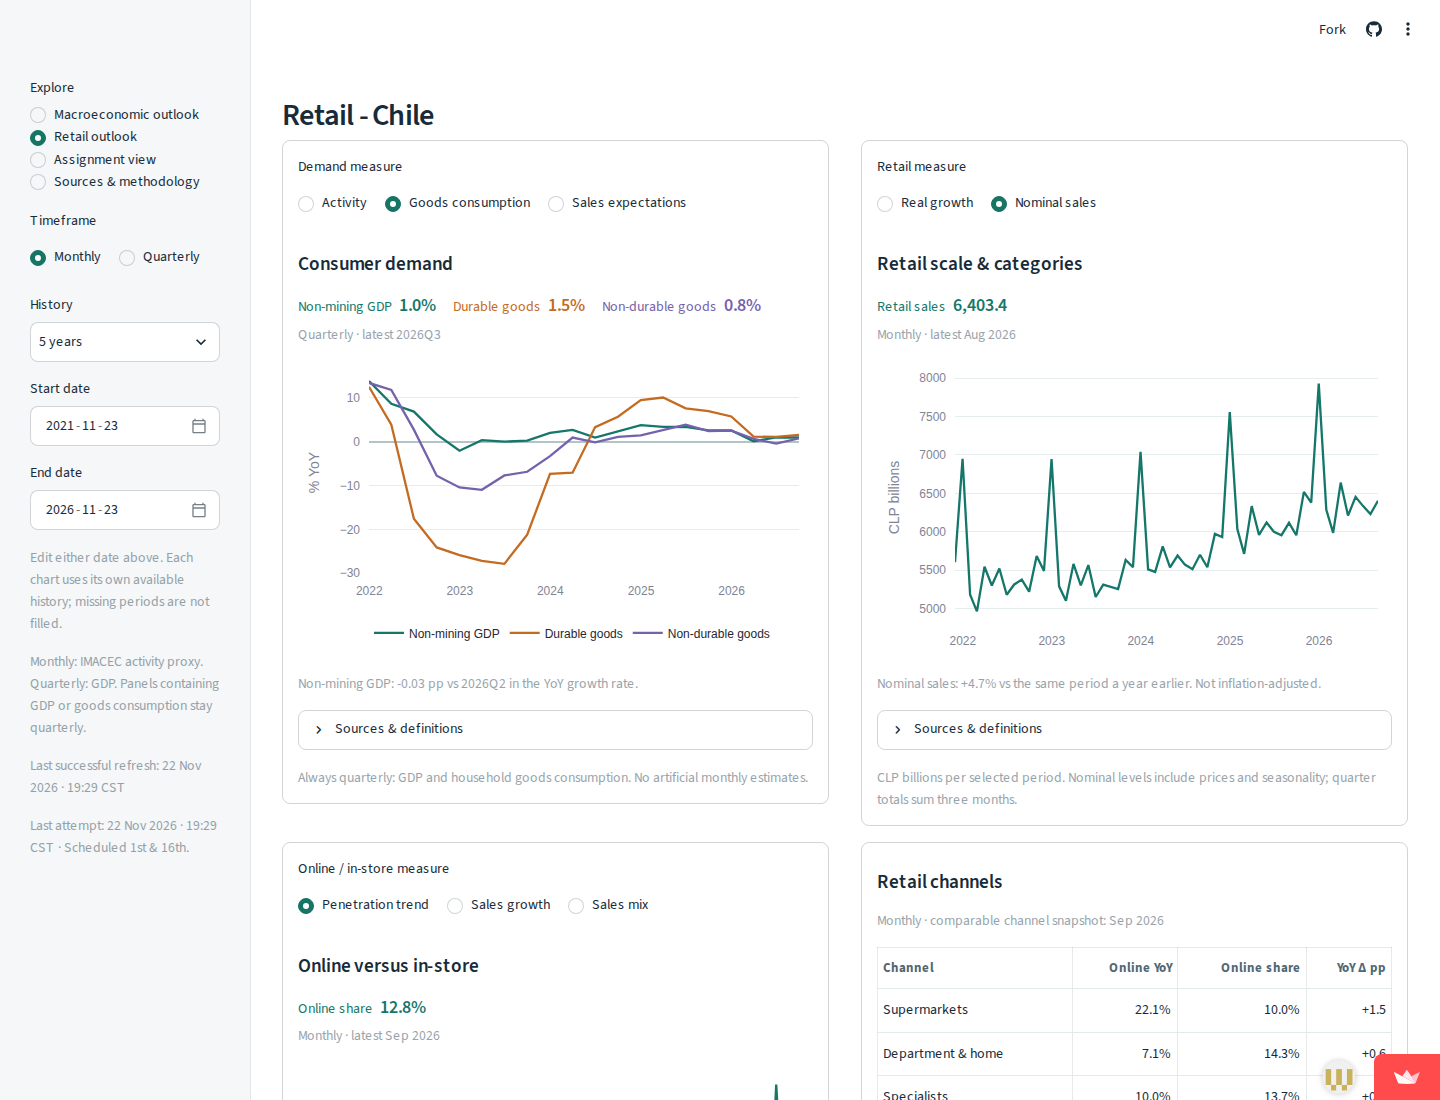 Fork
Explore
Macroeconomic outlook
Retail outlook
Assignment view
Sources & methodology
Timeframe
Monthly
Quarterly
History
5 years
Start date
2021-11-23
End date
2026-11-23
Edit either date above. Each
chart uses its own available
history; missing periods are not
filled.
Monthly: IMACEC activity proxy.
Quarterly: GDP. Panels containing
GDP or goods consumption stay
quarterly.
Last successful refresh: 22 Nov
2026 · 19:29 CST
Last attempt: 22 Nov 2026 · 19:29
CST · Scheduled 1st & 16th.
Retail - Chile
Demand measure
Activity
Goods consumption
Sales expectations
Consumer demand
Non-mining GDP 1.0% Durable goods 1.5% Non-durable goods 0.8%
Quarterly · latest 2026Q3
% YoY
10
0
−10
−20
−30
2022 2023 2024 2025 2026
Non-mining GDP Durable goods Non-durable goods
Non-mining GDP: -0.03 pp vs 2026Q2 in the YoY growth rate.
Sources & definitions
Always quarterly: GDP and household goods consumption. No artificial monthly estimates.
Retail measure
Real growth
Nominal sales
Retail scale & categories
Retail sales 6,403.4
Monthly · latest Aug 2026
CLP billions
8000
7500
7000
6500
6000
5500
5000
2022 2023 2024 2025 2026
Nominal sales: +4.7% vs the same period a year earlier. Not inflation-adjusted.
Sources & definitions
CLP billions per selected period. Nominal levels include prices and seasonality; quarter
totals sum three months.
Online / in-store measure
Penetration trend
Sales growth
Sales mix
Online versus in-store
Online share 12.8%
Monthly · latest Sep 2026
Retail channels
Monthly · comparable channel snapshot: Sep 2026
Channel Online YoY Online share YoY Δ pp
Supermarkets 22.1% 10.0% +1.5
Department & home 7.1% 14.3%
Specialists 10.0% 13.7%